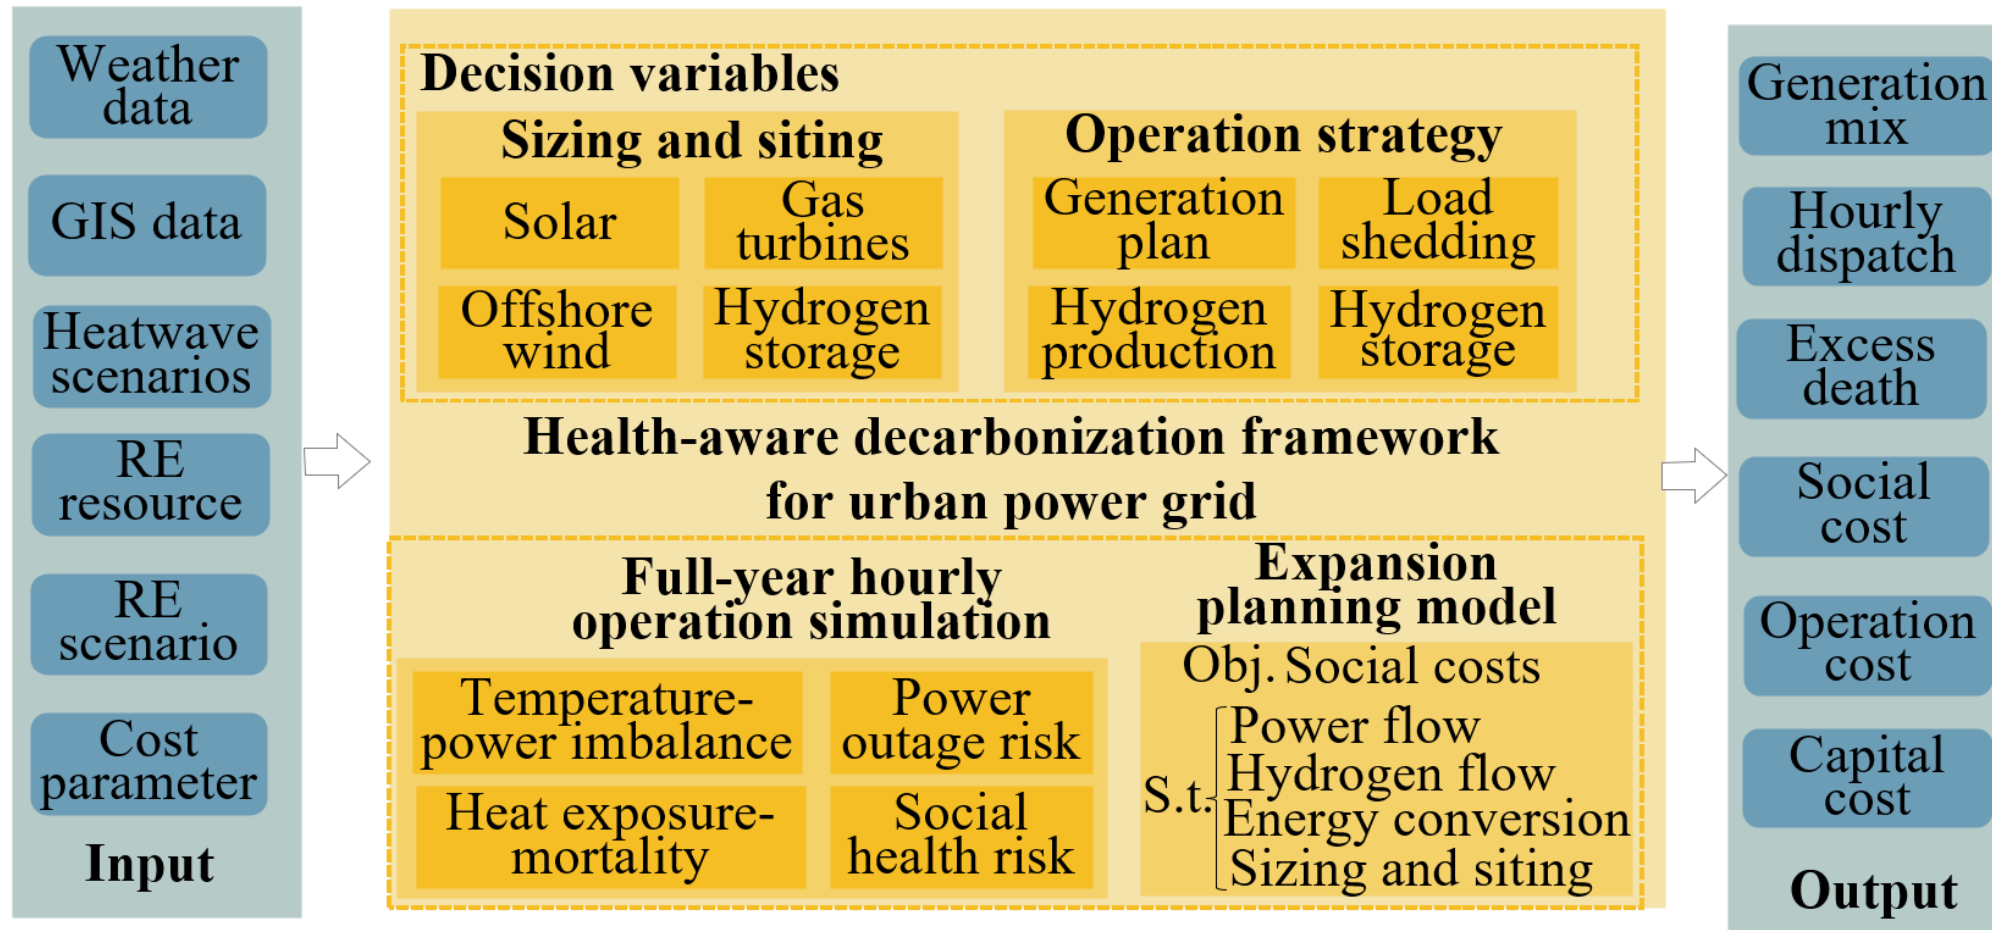 Weather
data
GIS data
Heatwave
scenarios
RE
resource
RE
scenario
Cost
parameter
Input
Decision variables
Sizing and siting
Solar
Gas
turbines
Offshore
wind
Hydrogen
storage
Operation strategy
Generation
plan
Load
shedding
Hydrogen
production
Hydrogen
storage
Health-aware decarbonization framework
for urban power grid
Full-year hourly
operation simulation
Temperature-
power imbalance
Power
outage risk
Heat exposure-
mortality
Social
health risk
Expansion
planning model
Obj. Social costs
S.t.
Power flow
Hydrogen flow
Energy conversion
Sizing and siting
Generation
mix
Hourly
dispatch
Excess
death
Social
cost
Operation
cost
Capital
cost
Output